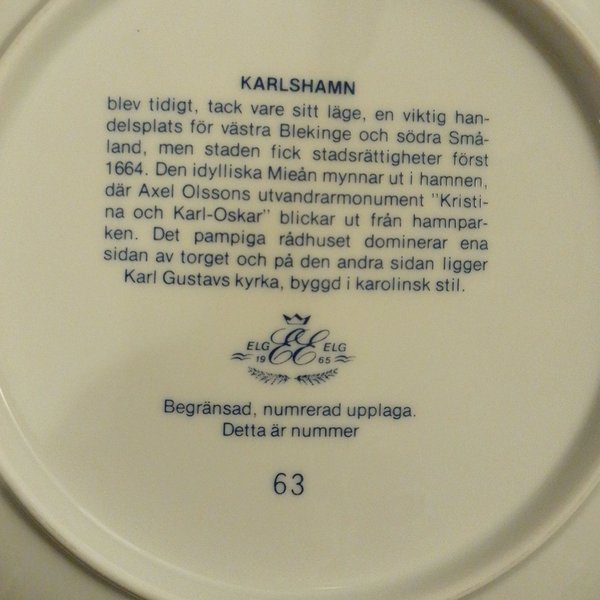 KARLSHAMN
blev tidigt, tack vare sitt läge, en viktig han-
delsplats för västra Blekinge och södra Små-
land, men staden fick stadsrättigheter först
1664. Den idylliska Mieån mynnar ut i hamnen,
där Axel Olssons utvandrarmonument "Kristi-
na och Karl-Oskar" blickar ut från hamnpar-
ken. Det pampiga rådhuset dominerar ena
sidan av torget och på den andra sidan ligger
Karl Gustavs kyrka, byggd i karolinsk stil.
ELG EE ELG
1965
Begränsad, numrerad upplaga.
Detta är nummer
63